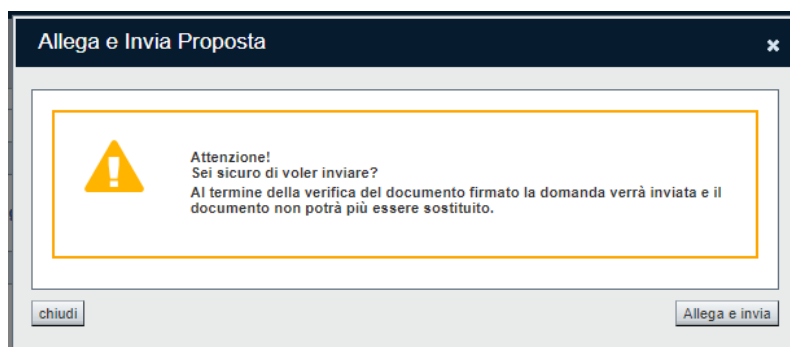 Allega e Invia Proposta
Attenzione!
Sei sicuro di voler inviare?
Al termine della verifica del documento firmato la domanda verrà inviata e il
documento non potrà più essere sostituito.
chiudi
Allega e invia